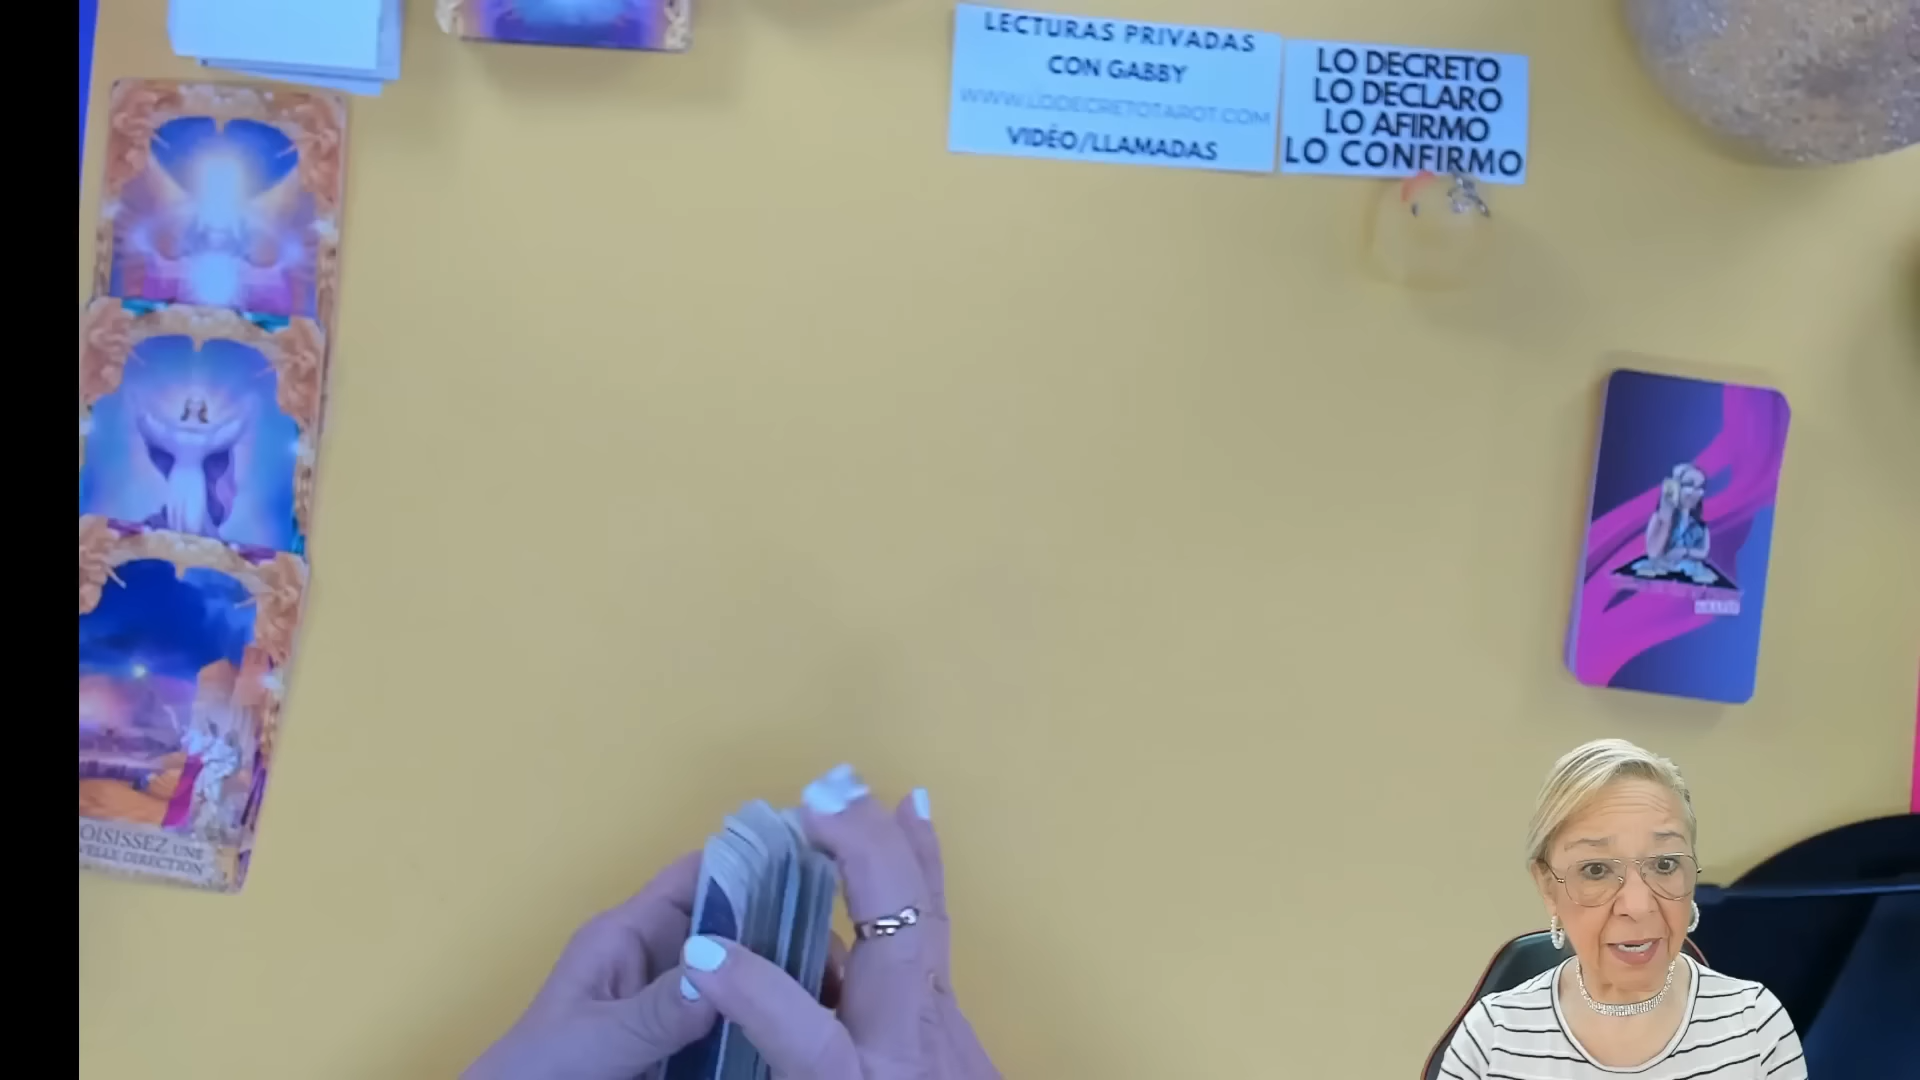 LECTURAS PRIVADAS
CON GABBY
WWW.LODECRETOTAROT.COM
VIDÉO/LLAMADAS
LO DECRETO
LO DECLARO
LO AFIRMO
LO CONFIRMO
OISISSEZ UNE
VELLE DIRECTION